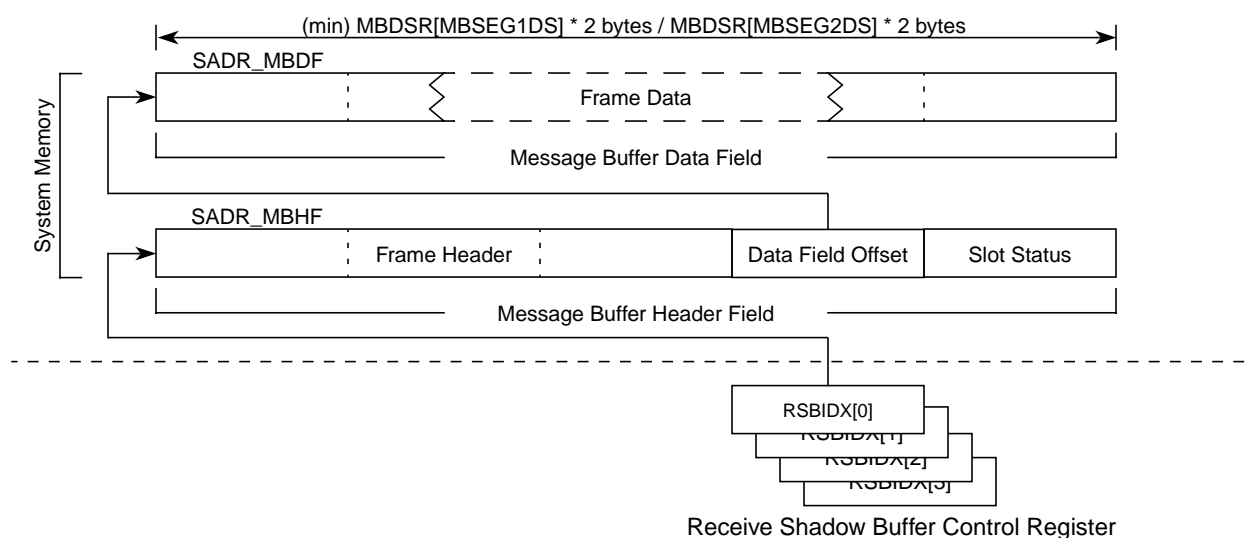 (min) MBDSR[MBSEG1DS] * 2 bytes / MBDSR[MBSEG2DS] * 2 bytes
SADR_MBDF
Frame Data
Message Buffer Data Field
System Memory
SADR_MBHF
Frame Header
Data Field Offset
Slot Status
Message Buffer Header Field
RSBIDX[0]
RSBIDX[1]
RSBIDX[2]
RSBIDX[3]
Receive Shadow Buffer Control Register